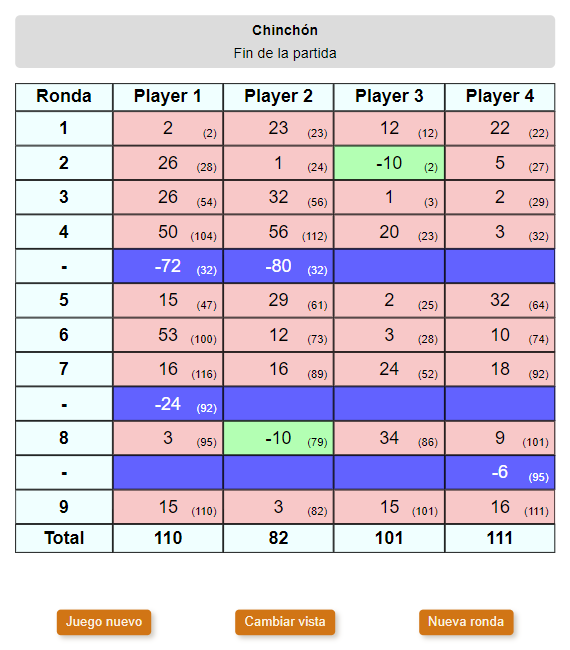 Chinchón
Fin de la partida
Ronda Player 1 Player 2 Player 3 Player 4
1 2 (2) 23 (23) 12 (12) 22 (22)
2 26 (28) 1 (24) -10 (2) 5 (27)
3 26 (54) 32 (56) 1 (3) 2 (29)
4 50 (104) 56 (112) 20 (23) 3 (32)
- -72 (32) -80 (32)
5 15 (47) 29 (61) 2 (25) 32 (64)
6 53 (100) 12 (73) 3 (28) 10 (74)
7 16 (116) 16 (89) 24 (52) 18 (92)
- -24 (92)
8 3 (95) -10 (79) 34 (86) 9 (101)
- -6 (95)
9 15 (110) 3 (82) 15 (101) 16 (111)
Total 110 82 101 111
Juego nuevo Cambiar vista Nueva ronda